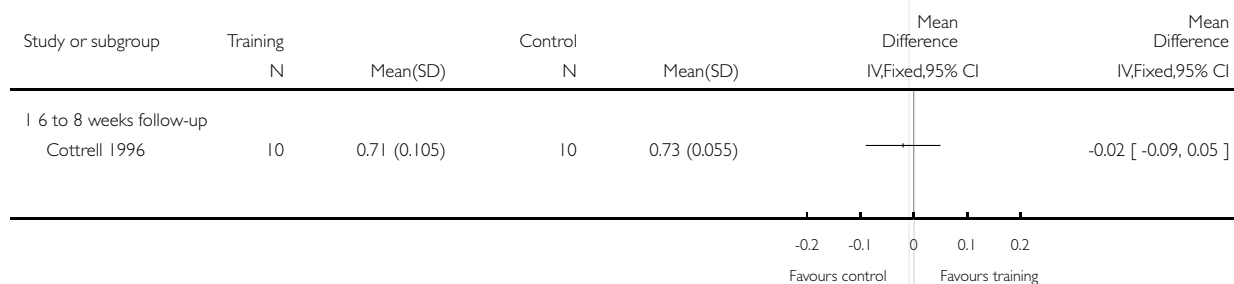 Study or subgroup Training Control Mean Difference Mean Difference
N Mean(SD) N Mean(SD) IV,Fixed,95% CI IV,Fixed,95% CI
1 6 to 8 weeks follow-up
Cottrell 1996 10 0.71 (0.105) 10 0.73 (0.055) -0.02 [ -0.09, 0.05 ]
-0.2 -0.1 0 0.1 0.2
Favours control Favours training